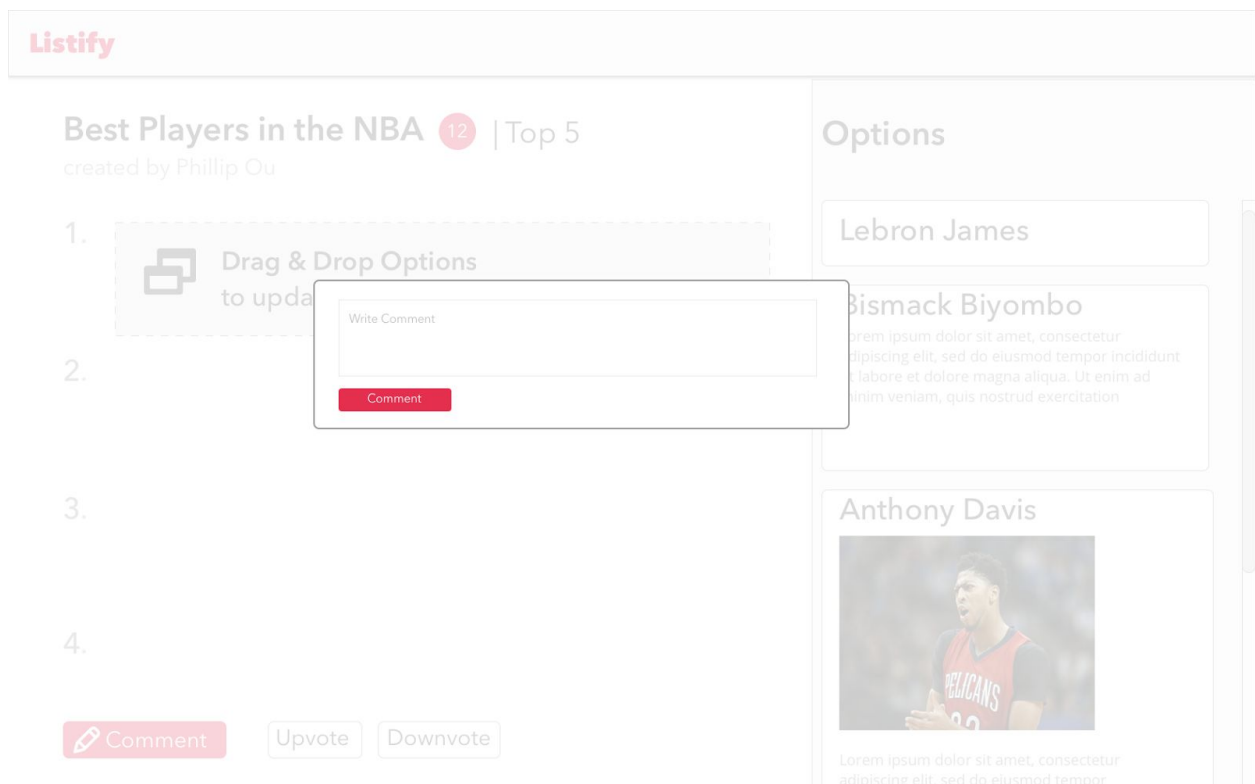 Listify
Best Players in the NBA 12 | Top 5
created by Phillip Ou
1.
Drag & Drop Options
to upda
2.
3.
4.
Write Comment
Comment
Comment
Upvote
Downvote
Options
Lebron James
Bismack Biyombo
orem ipsum dolor sit amet, consectetur
dipiscing elit, sed do eiusmod tempor incididunt
t labore et dolore magna aliqua. Ut enim ad
inim veniam, quis nostrud exercitation
Anthony Davis
PELICANS
Lorem ipsum dolor sit amet, consectetur
adipiscing elit, sed do eiusmod tempor